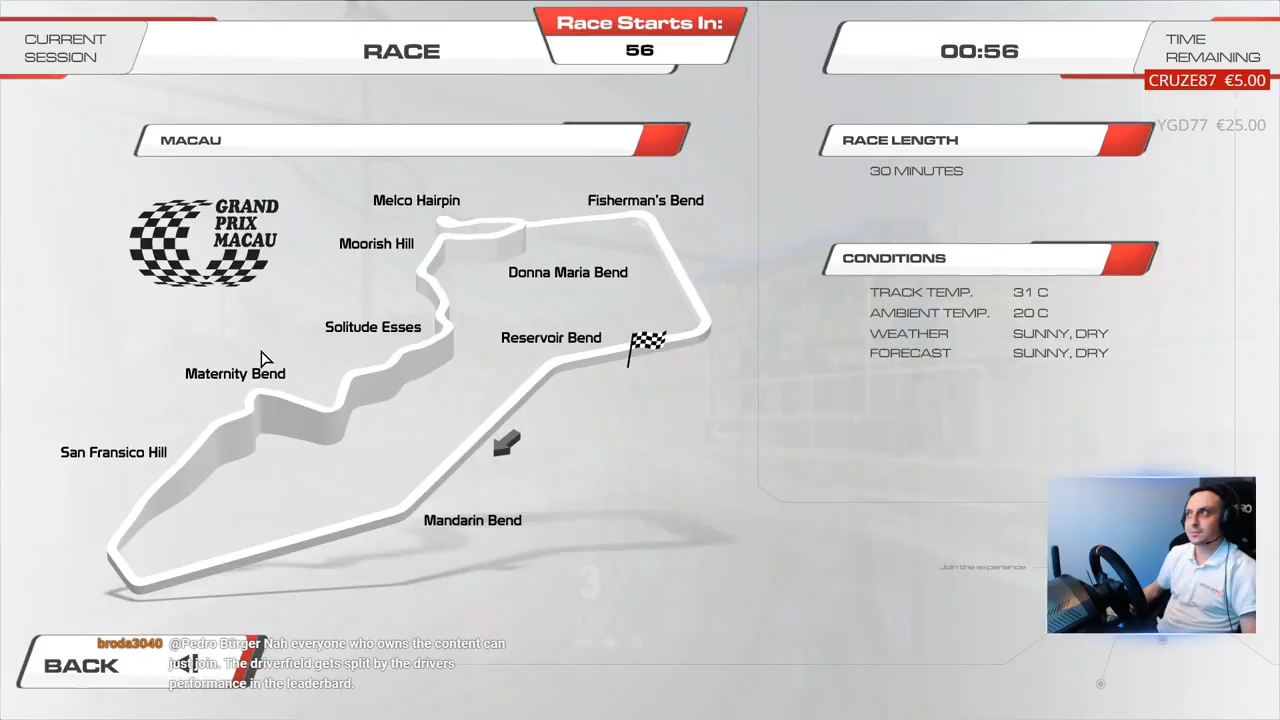 CURRENT
SESSION
RACE
Race Starts In:
56
00:56
TIME
REMAINING
CRUZE87 €5.00
YGD77 €25.00
MACAU
RACE LENGTH
30 MINUTES
GRAND
PRIX
MACAU
Melco Hairpin
Fisherman's Bend
Moorish Hill
Donna Maria Bend
CONDITIONS
TRACK TEMP. 31 C
AMBIENT TEMP. 20 C
WEATHER SUNNY, DRY
FORECAST SUNNY, DRY
Solitude Esses
Reservoir Bend
Maternity Bend
San Fransico Hill
Mandarin Bend
3
Join the experience
BACK
broda3040 @Pedro Bürger Nah everyone who owns the content can
just join. The driverfield gets split by the drivers
performance in the leaderbard.